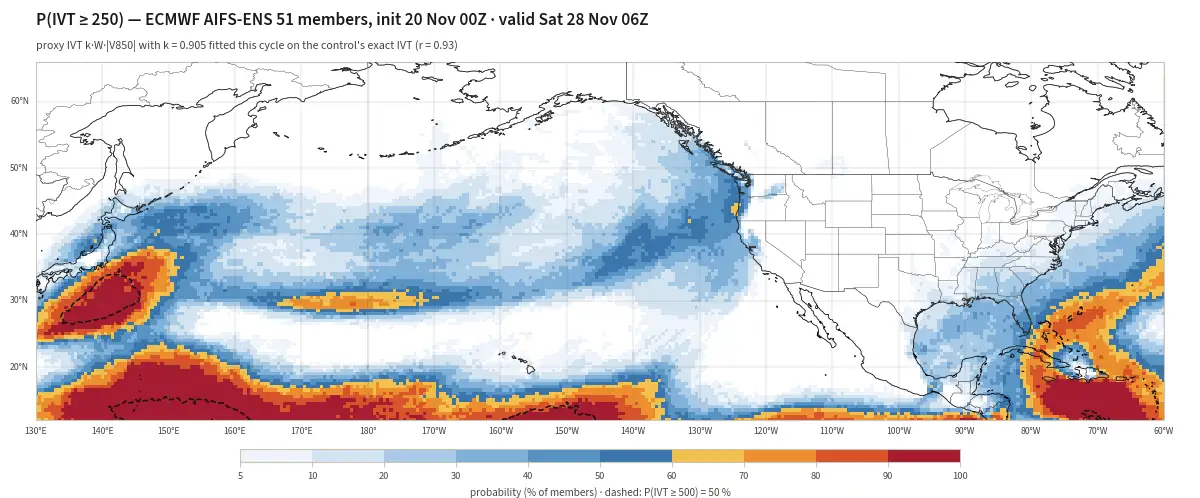 P(IVT ≥ 250) — ECMWF AIFS-ENS 51 members, init 20 Nov 00Z · valid Sat 28 Nov 06Z
proxy IVT k·W·|V850| with k = 0.905 fitted this cycle on the control's exact IVT (r = 0.93)
60°N
50°N
40°N
30°N
20°N
130°E 140°E 150°E 160°E 170°E 180° 170°W 160°W 150°W 140°W 130°W 120°W 110°W 100°W 90°W 80°W 70°W 60°W
5 10 20 30 40 50 60 70 80 90 100
probability (% of members) · dashed: P(IVT ≥ 500) = 50 %